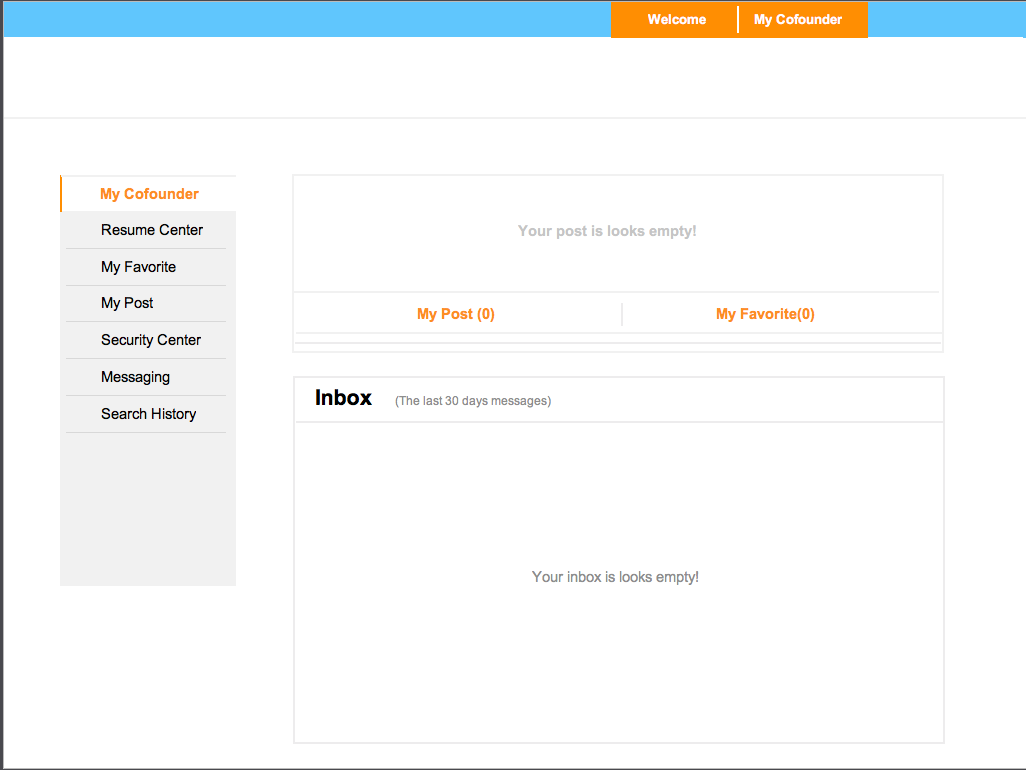 Welcome
My Cofounder
My Cofounder
Resume Center
My Favorite
My Post
Security Center
Messaging
Search History
Your post is looks empty!
My Post (0)
My Favorite(0)
Inbox (The last 30 days messages)
Your inbox is looks empty!